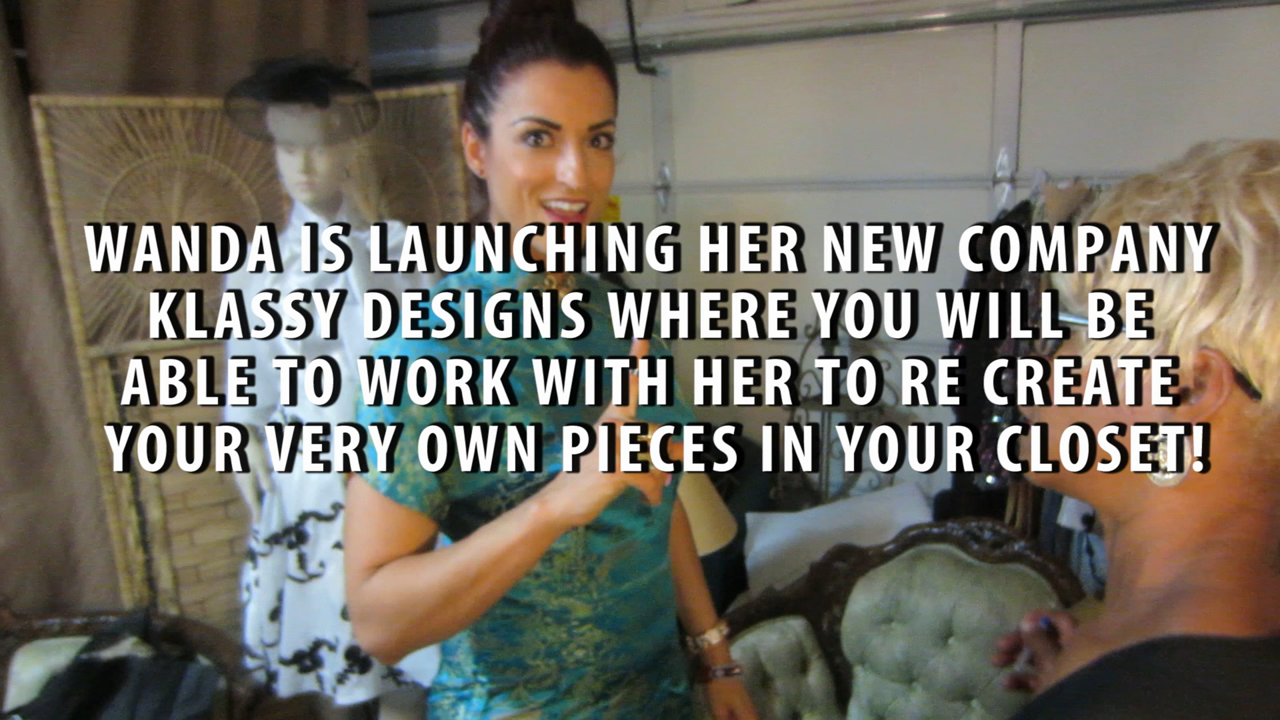 WANDA IS LAUNCHING HER NEW COMPANY
KLASSY DESIGNS WHERE YOU WILL BE
ABLE TO WORK WITH HER TO RE CREATE
YOUR VERY OWN PIECES IN YOUR CLOSET!